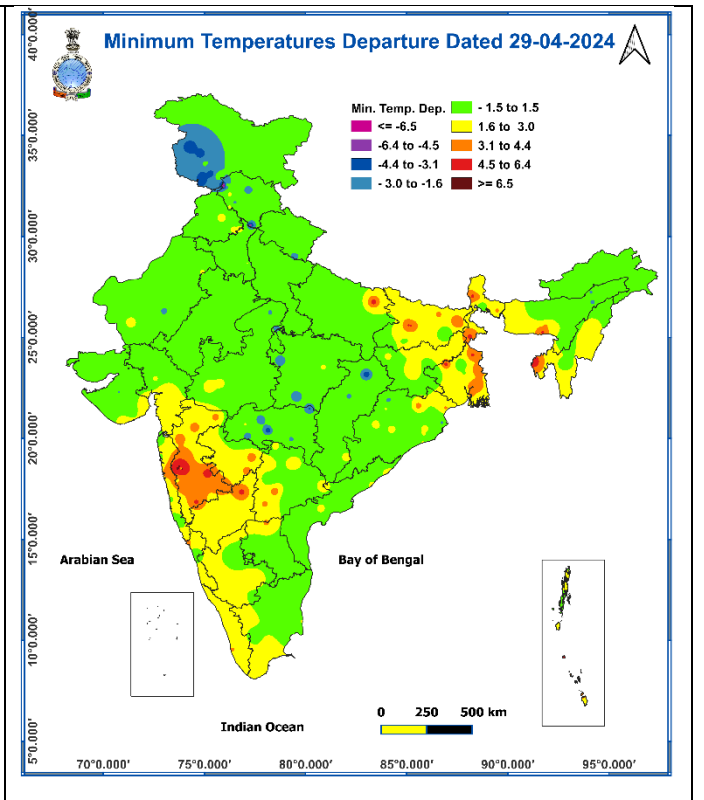 Minimum Temperatures Departure Dated 29-04-2024
Min. Temp. Dep.
<= -6.5
-6.4 to -4.5
-4.4 to -3.1
- 3.0 to -1.6
- 1.5 to 1.5
1.6 to 3.0
3.1 to 4.4
4.5 to 6.4
>= 6.5
40°0.000'
35°0.000'
30°0.000'
25°0.000'
20°0.000'
15°0.000'
10°0.000'
5°0.000'
Arabian Sea
Bay of Bengal
Indian Ocean
0 250 500 km
70°0.000' 75°0.000' 80°0.000' 85°0.000' 90°0.000' 95°0.000'